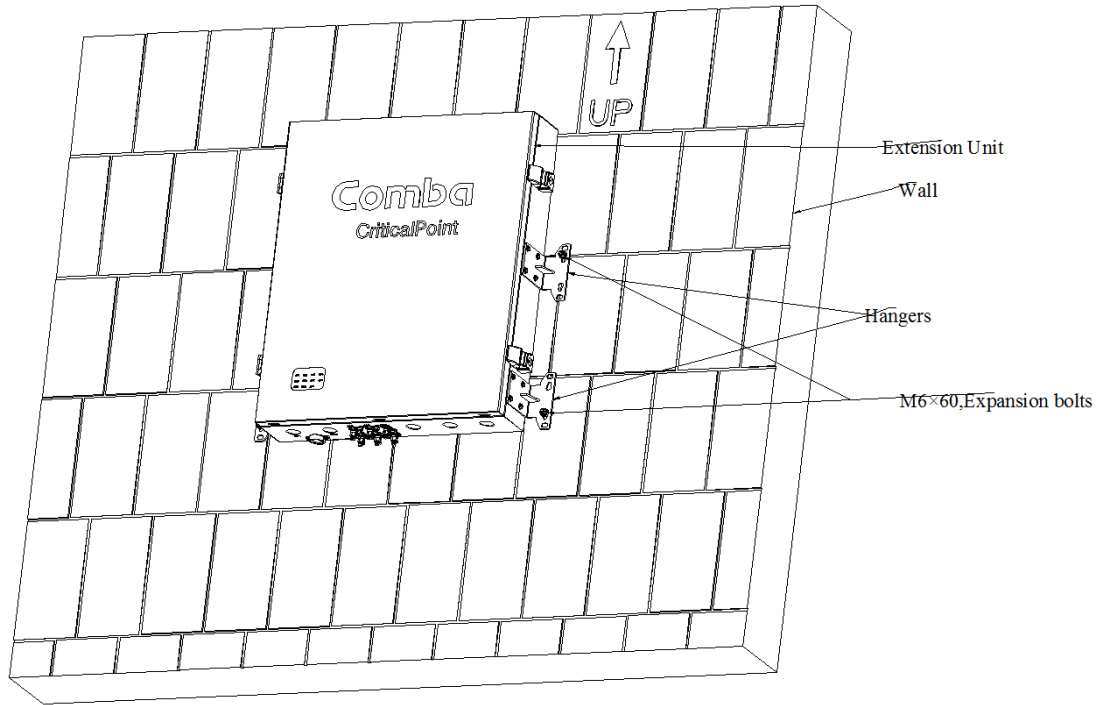 UP
Extension Unit
Comba
Wall
CriticalPoint
Hangers
M6×60,Expansion bolts